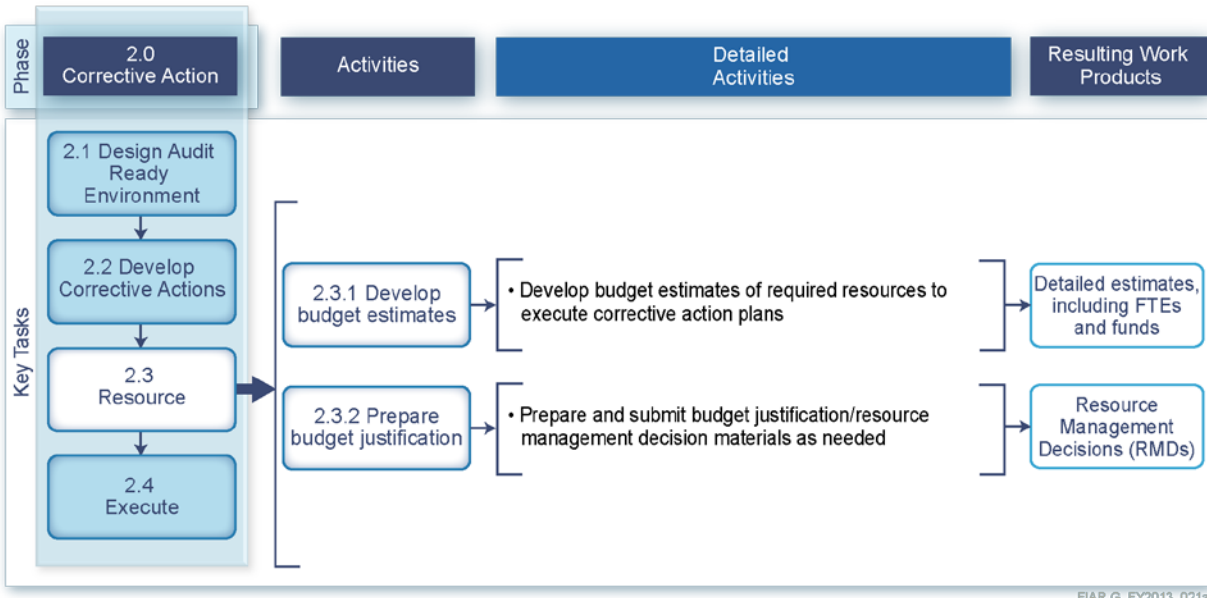 Phase
2.0
Corrective Action
Activities
Detailed
Activities
Resulting Work
Products
Key Tasks
2.1 Design Audit
Ready
Environment
2.2 Develop
Corrective Actions
2.3
Resource
2.4
Execute
2.3.1 Develop
budget estimates
• Develop budget estimates of required resources to
execute corrective action plans
Detailed estimates,
including FTEs
and funds
2.3.2 Prepare
budget justification
• Prepare and submit budget justification/resource
management decision materials as needed
Resource
Management
Decisions (RMDs)